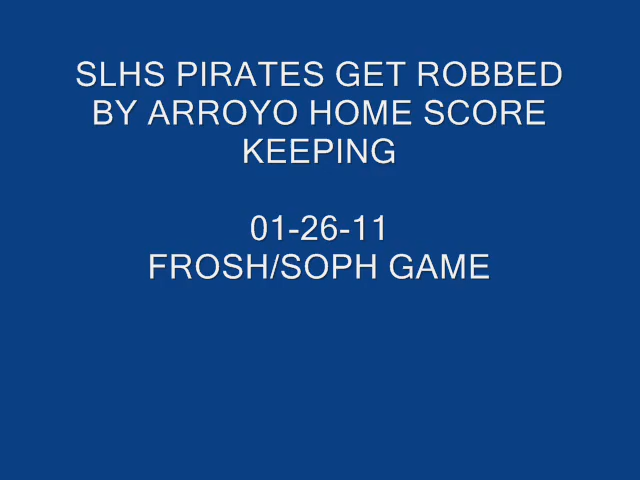 SLHS PIRATES GET ROBBED
BY ARROYO HOME SCORE
KEEPING
01-26-11
FROSH/SOPH GAME